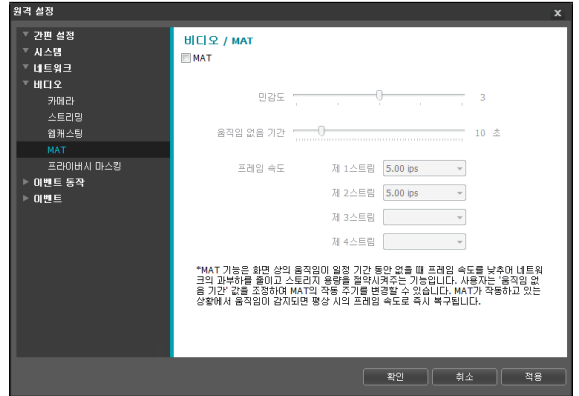 원격 설정
x
간편 설정
시스템
네트워크
비디오
카메라
스트리밍
웹캐스팅
MAT
프라이버시 마스킹
이벤트 동작
이벤트
비디오 / MAT
MAT
민감도 3
움직임 없음 기간 10 초
프레임 속도 제 1스트림 5.00 ips
제 2스트림 5.00 ips
제 3스트림
제 4스트림
*MAT 기능은 화면 상의 움직임이 일정 기간 동안 없을 때 프레임 속도를 낮추어 네트워
크의 과부하를 줄이고 스토리지 용량을 절약시켜주는 기능입니다. 사용자는 '움직임 없
음 기간' 값을 조정하여 MAT의 작동 주기를 변경할 수 있습니다. MAT가 작동하고 있는
상황에서 움직임이 감지되면 평상 시의 프레임 속도로 즉시 복구됩니다.
확인 취소 적용